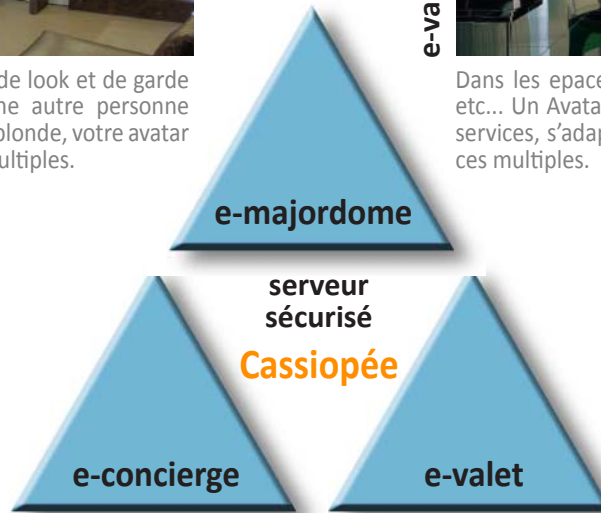 e-va
de look et de garde
ne autre personne
blonde, votre avatar
ultiples.
Dans les epace
etc... Un Avata
services, s'adap
ces multiples.
e-majordome
serveur
sécurisé
Cassiopée
e-concierge
e-valet